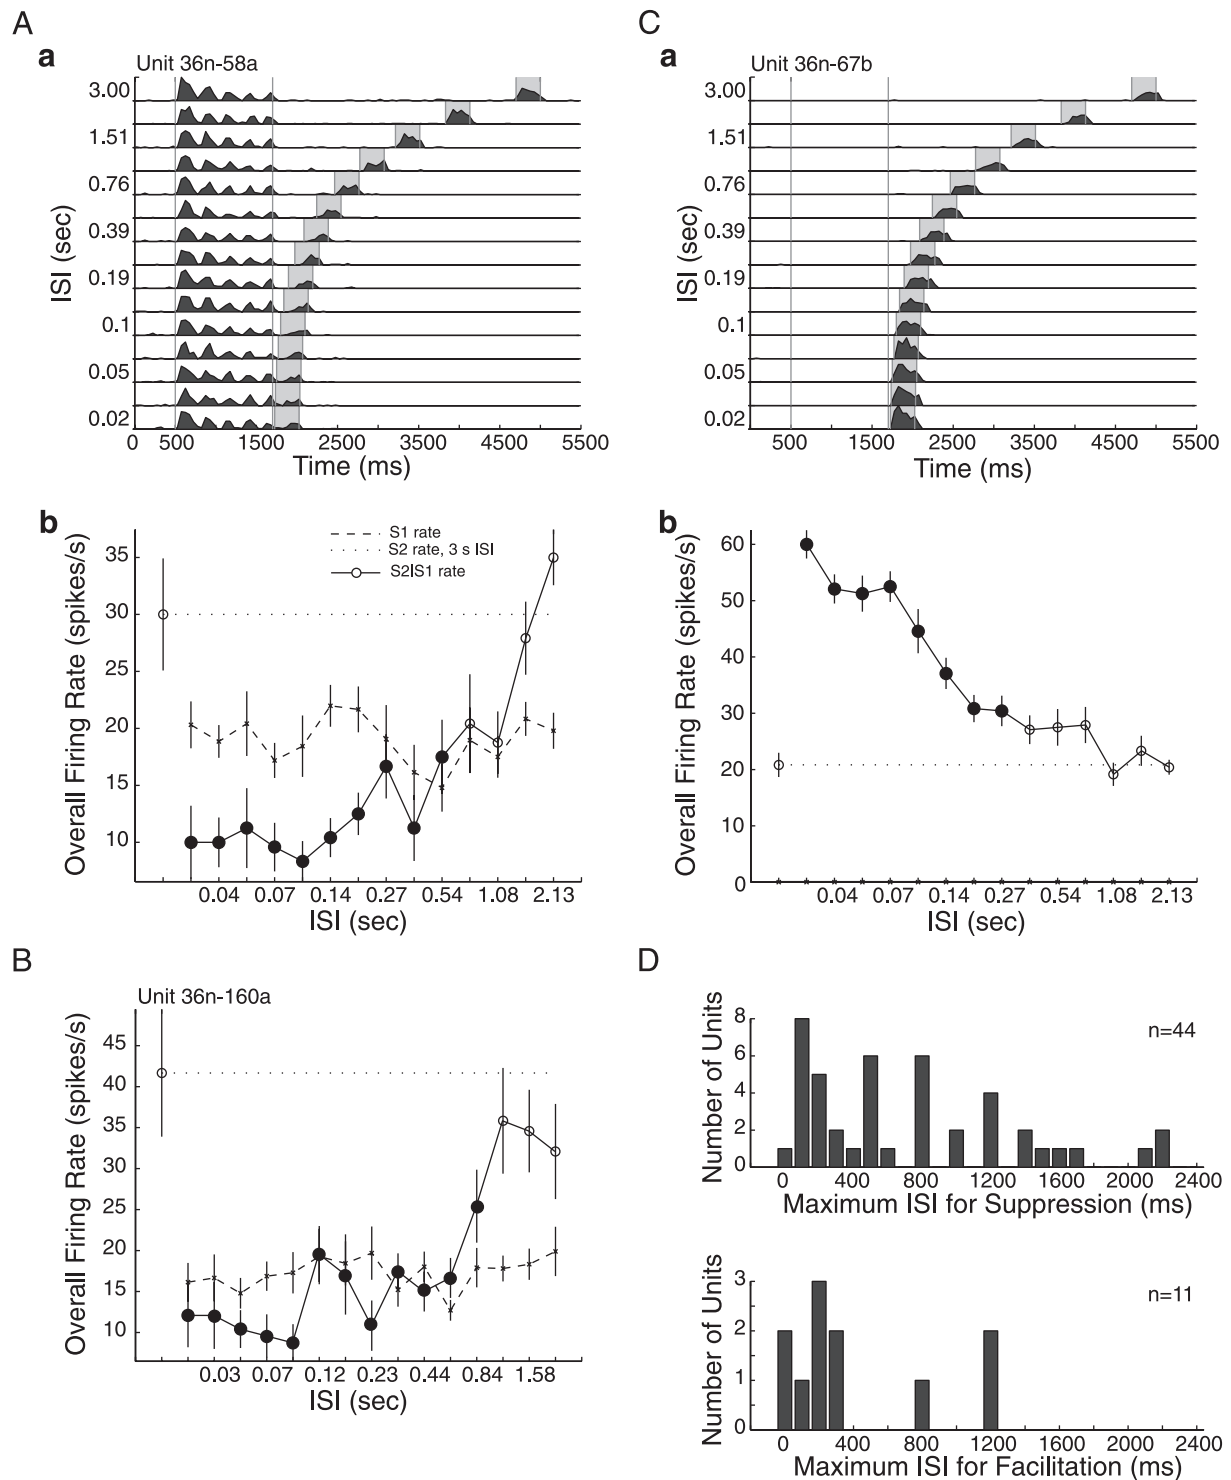 A
a
Unit 36n-58a
3.00
1.51
0.76
0.39
0.19
0.1
0.05
0.02
ISI (sec)
0 500 1500 2500 3500 4500 5500
Time (ms)
b
S1 rate
S2 rate, 3 s ISI
S2IS1 rate
35
30
25
20
15
10
Overall Firing Rate (spikes/s)
0.04 0.07 0.14 0.27 0.54 1.08 2.13
ISI (sec)
B
Unit 36n-160a
45
40
35
30
25
20
15
10
Overall Firing Rate (spikes/s)
0.03 0.07 0.12 0.23 0.44 0.84 1.58
ISI (sec)
C
a
Unit 36n-67b
3.00
1.51
0.76
0.39
0.19
0.1
0.05
0.02
ISI (sec)
500 1500 2500 3500 4500 5500
Time (ms)
b
60
50
40
30
20
10
0
Overall Firing Rate (spikes/s)
0.04 0.07 0.14 0.27 0.54 1.08 2.13
ISI (sec)
D
n=44
8
6
4
2
0
Number of Units
0 400 800 1200 1600 2000 2400
Maximum ISI for Suppression (ms)
n=11
3
2
1
0
Number of Units
0 400 800 1200 1600 2000 2400
Maximum ISI for Facilitation (ms)